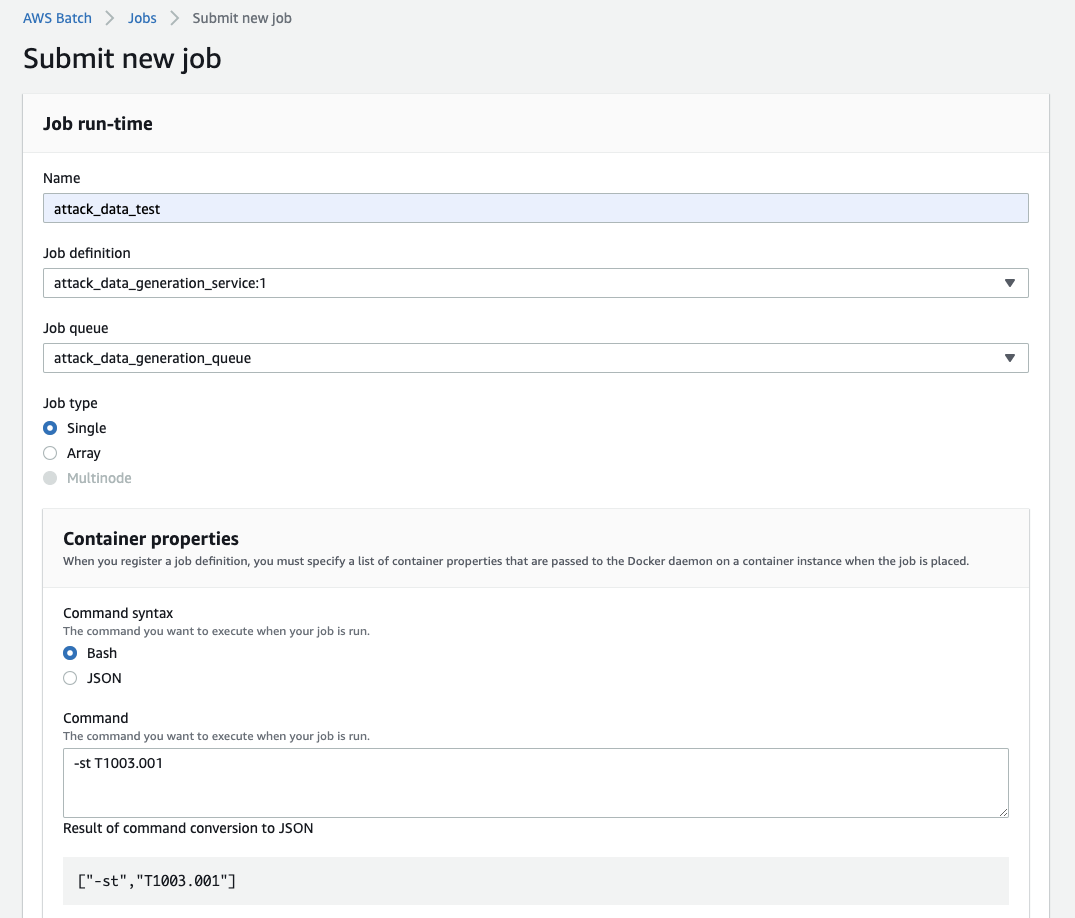 AWS Batch > Jobs > Submit new job
Submit new job
Job run-time
Name
attack_data_test
Job definition
attack_data_generation_service:1
Job queue
attack_data_generation_queue
Job type
Single
Array
Multinode
Container properties
When you register a job definition, you must specify a list of container properties that are passed to the Docker daemon on a container instance when the job is placed.
Command syntax
The command you want to execute when your job is run.
Bash
JSON
Command
The command you want to execute when your job is run.
-st T1003.001
Result of command conversion to JSON
["-st","T1003.001"]